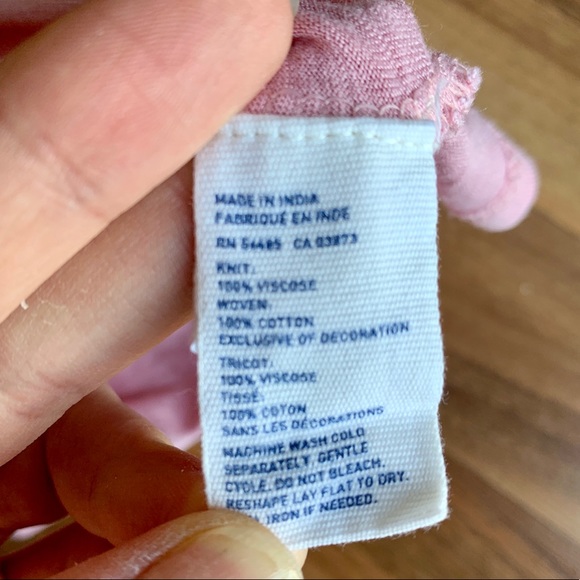 MADE IN INDIA
FABRIQUÉ EN INDE
RN 54485 CA 03873
KNIT:
100% VISCOSE
WOVEN:
100% COTTON
EXCLUSIVE OF DECORATION
TRICOT:
100% VISCOSE
TISSÉ:
100% COTON
SANS LES DÉCORATIONS
MACHINE WASH COLD
SEPARATELY, GENTLE
CYCLE. DO NOT BLEACH.
RESHAPE LAY FLAT TO DRY.
IRON IF NEEDED.